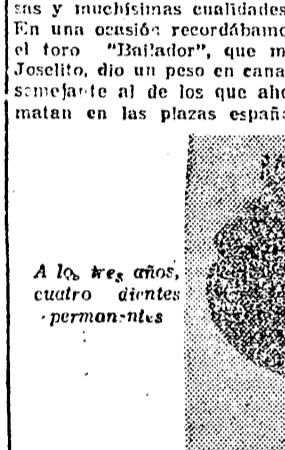 sas y muchísimas cualidades
En una ocasión recordábamo
el toro "Bailador", que m
Joselito, dio un peso en cana
semejante al de los que aho
matan en las plazas españ
A los tres años,
cuatro dientes
permanentes